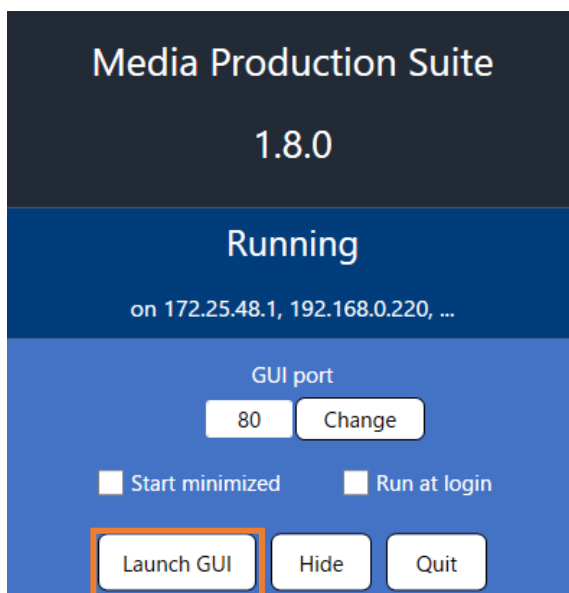 Media Production Suite
1.8.0
Running
on 172.25.48.1, 192.168.0.220, ...
GUI port
80 Change
Start minimized Run at login
Launch GUI Hide Quit